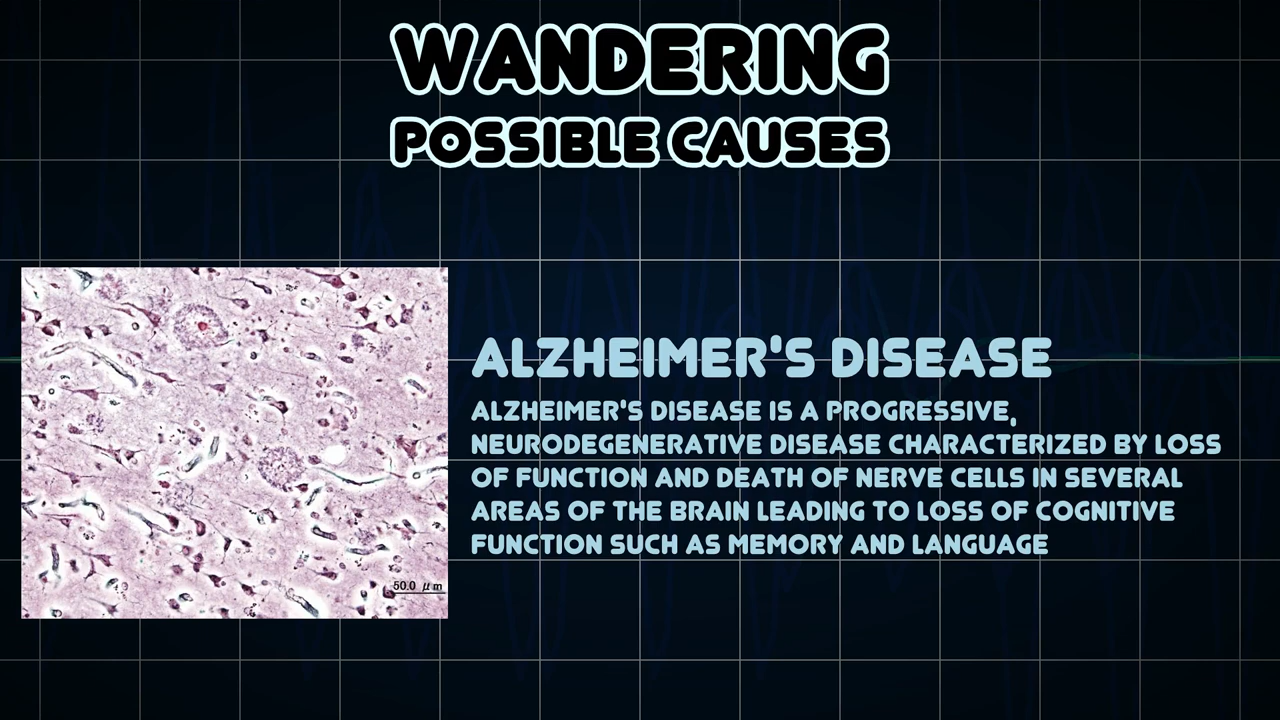 WANDERING
POSSIBLE CAUSES
ALZHEIMER'S DISEASE
ALZHEIMER'S DISEASE IS A PROGRESSIVE,
NEURODEGENERATIVE DISEASE CHARACTERIZED BY LOSS
OF FUNCTION AND DEATH OF NERVE CELLS IN SEVERAL
AREAS OF THE BRAIN LEADING TO LOSS OF COGNITIVE
FUNCTION SUCH AS MEMORY AND LANGUAGE
50.0 μm